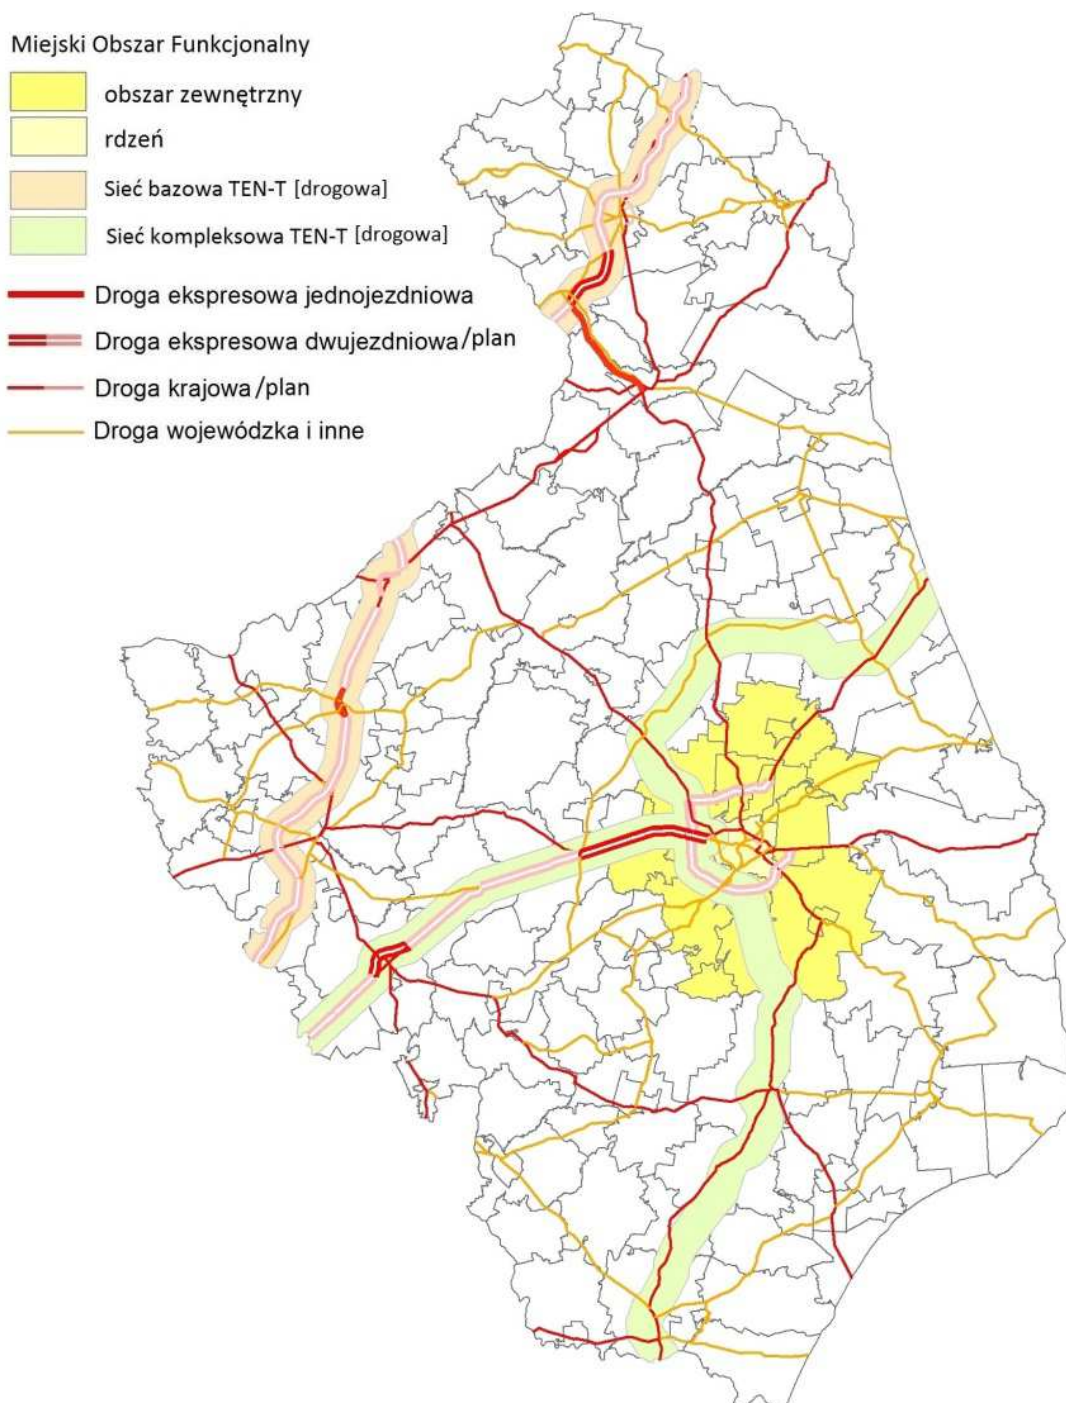 Miejski Obszar Funkcjonalny
obszar zewnętrzny
rdzeń
Sieć bazowa TEN-T [drogowa]
Sieć kompleksowa TEN-T [drogowa]
Droga ekspresowa jednojezdniowa
Droga ekspresowa dwujezdniowa/plan
Droga krajowa/plan
Droga wojewódzka i inne